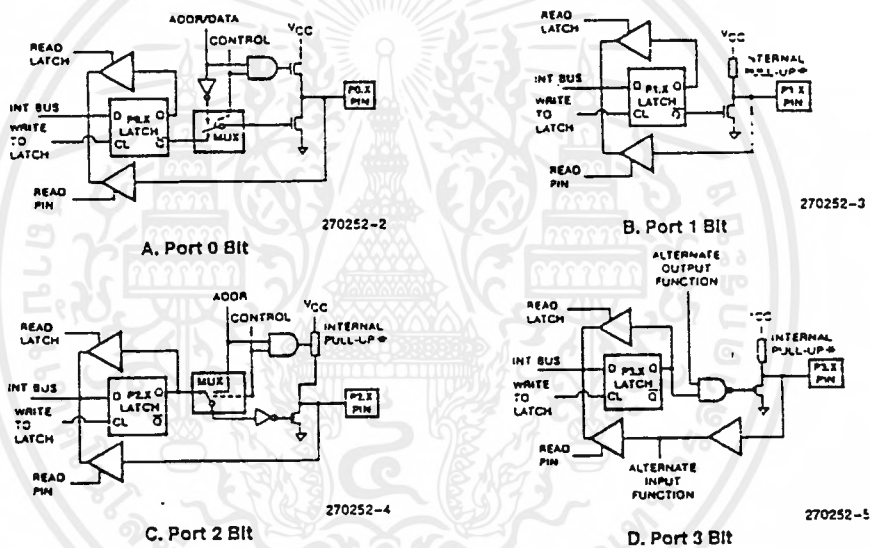 ADDR/DATA
CONTROL
VCC
READ
LATCH
INT BUS
WRITE
TO
LATCH
D P0.X Q
LATCH
CL Q
MUX
P0.X
PIN
READ
PIN
270252-2
A. Port 0 Bit
READ
LATCH
VCC
INTERNAL
PULL-UP*
INT BUS
WRITE
TO
LATCH
D P1.X Q
LATCH
CL Q
P1.X
PIN
READ
PIN
270252-3
B. Port 1 Bit
ADDR
CONTROL
VCC
READ
LATCH
INTERNAL
PULL-UP*
INT BUS
WRITE
TO
LATCH
D P2.X Q
LATCH
CL Q
MUX
P2.X
PIN
READ
PIN
270252-4
C. Port 2 Bit
ALTERNATE
OUTPUT
FUNCTION
READ
LATCH
VCC
INTERNAL
PULL-UP*
INT BUS
WRITE
TO
LATCH
D P3.X Q
LATCH
CL Q
P3.X
PIN
READ
PIN
ALTERNATE
INPUT
FUNCTION
270252-5
D. Port 3 Bit